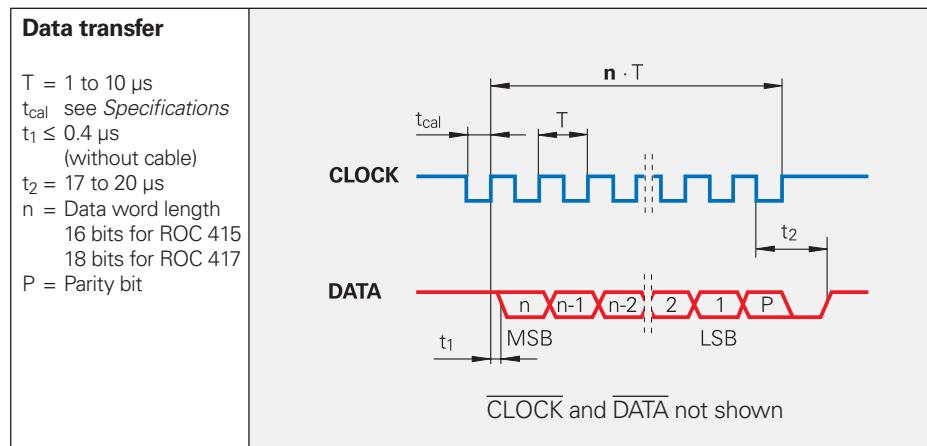 Data transfer
T = 1 to 10 µs
tcal see Specifications
t1 ≤ 0.4 µs
(without cable)
t2 = 17 to 20 µs
n = Data word length
16 bits for ROC 415
18 bits for ROC 417
P = Parity bit
n · T
tcal
T
CLOCK
t2
DATA
n
n-1
n-2
2
1
P
t1
MSB
LSB
C̅L̅O̅C̅K̅ and D̅A̅T̅A̅ not shown